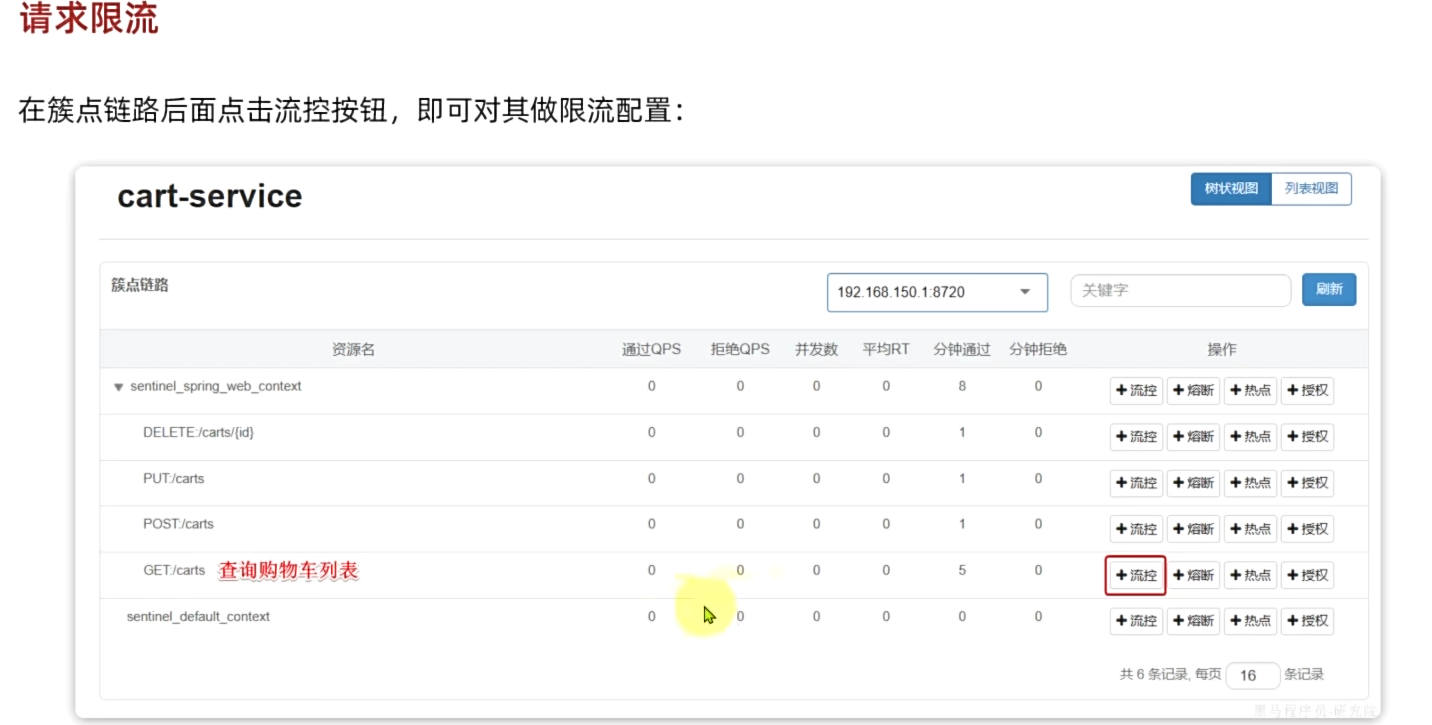 请求限流
在簇点链路后面点击流控按钮，即可对其做限流配置：
cart-service
树状视图 列表视图
簇点链路 192.168.150.1:8720 关键字 刷新
资源名 通过QPS 拒绝QPS 并发数 平均RT 分钟通过 分钟拒绝 操作
sentinel_spring_web_context 0 0 0 0 8 0 +流控 +熔断 +热点 +授权
DELETE:/carts/{id} 0 0 0 0 1 0 +流控 +熔断 +热点 +授权
PUT:/carts 0 0 0 0 1 0 +流控 +熔断 +热点 +授权
POST:/carts 0 0 0 0 1 0 +流控 +熔断 +热点 +授权
GET:/carts 查询购物车列表 0 0 0 0 5 0 +流控 +熔断 +热点 +授权
sentinel_default_context 0 0 0 0 0 0 +流控 +熔断 +热点 +授权
共 6 条记录, 每页 16 条记录
黑马程序员-研究院